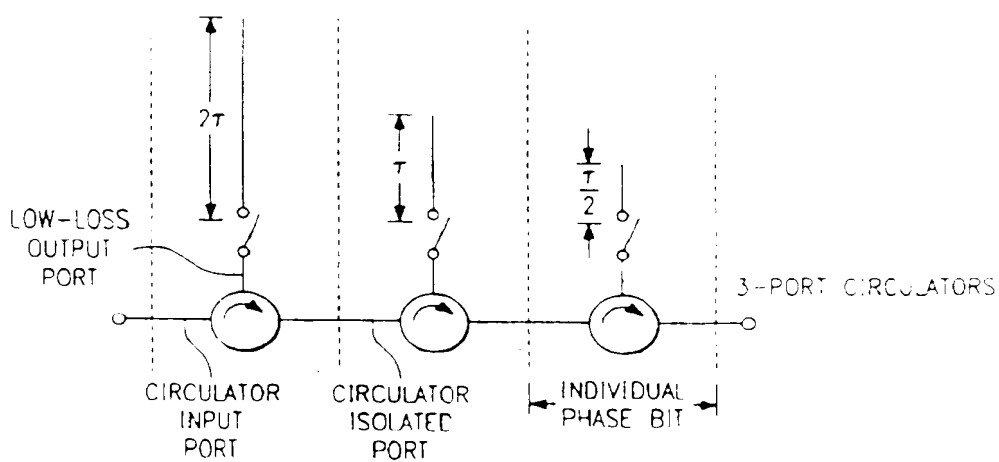 2τ
τ
τ
2
LOW-LOSS
OUTPUT
PORT
3-PORT CIRCULATORS
CIRCULATOR
INPUT
PORT
CIRCULATOR
ISOLATED
PORT
INDIVIDUAL
PHASE BIT